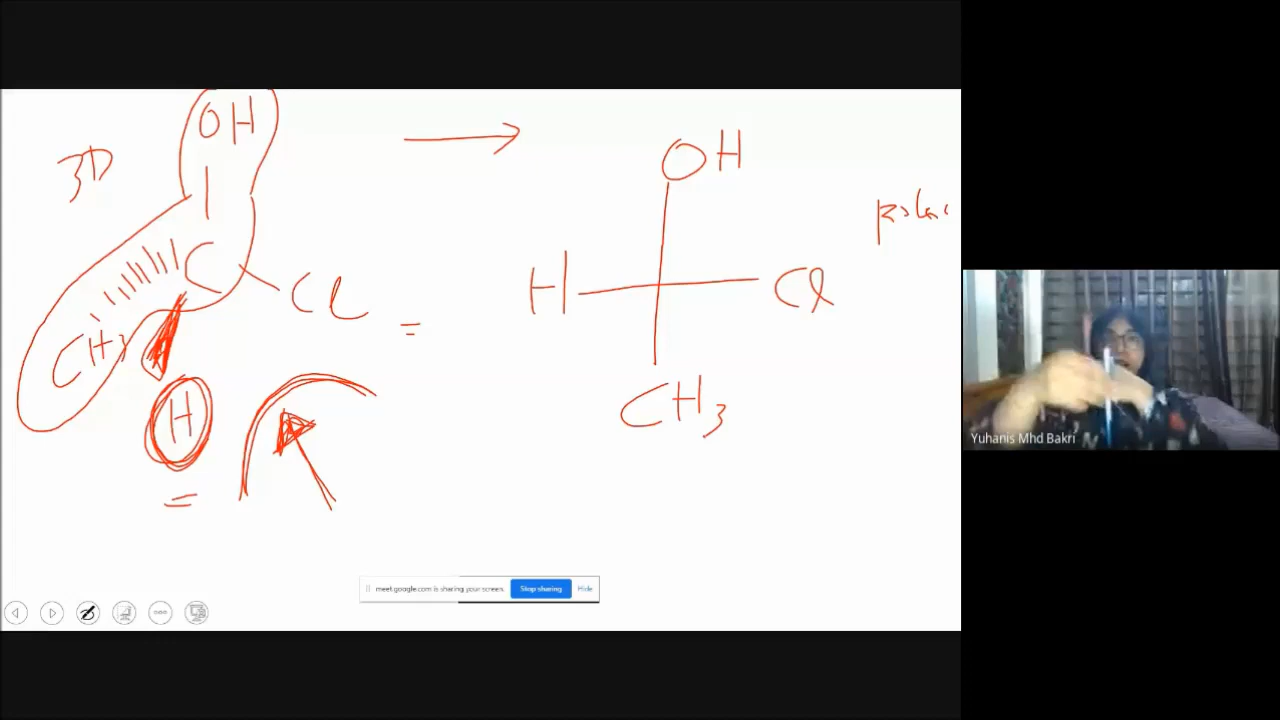 OH
3D
C
Cl
CH3
H
=
=
OH
H
Cl
CH3
Yuhanis Mhd Bakri
meet.google.com is sharing your screen.
Stop sharing
Hide